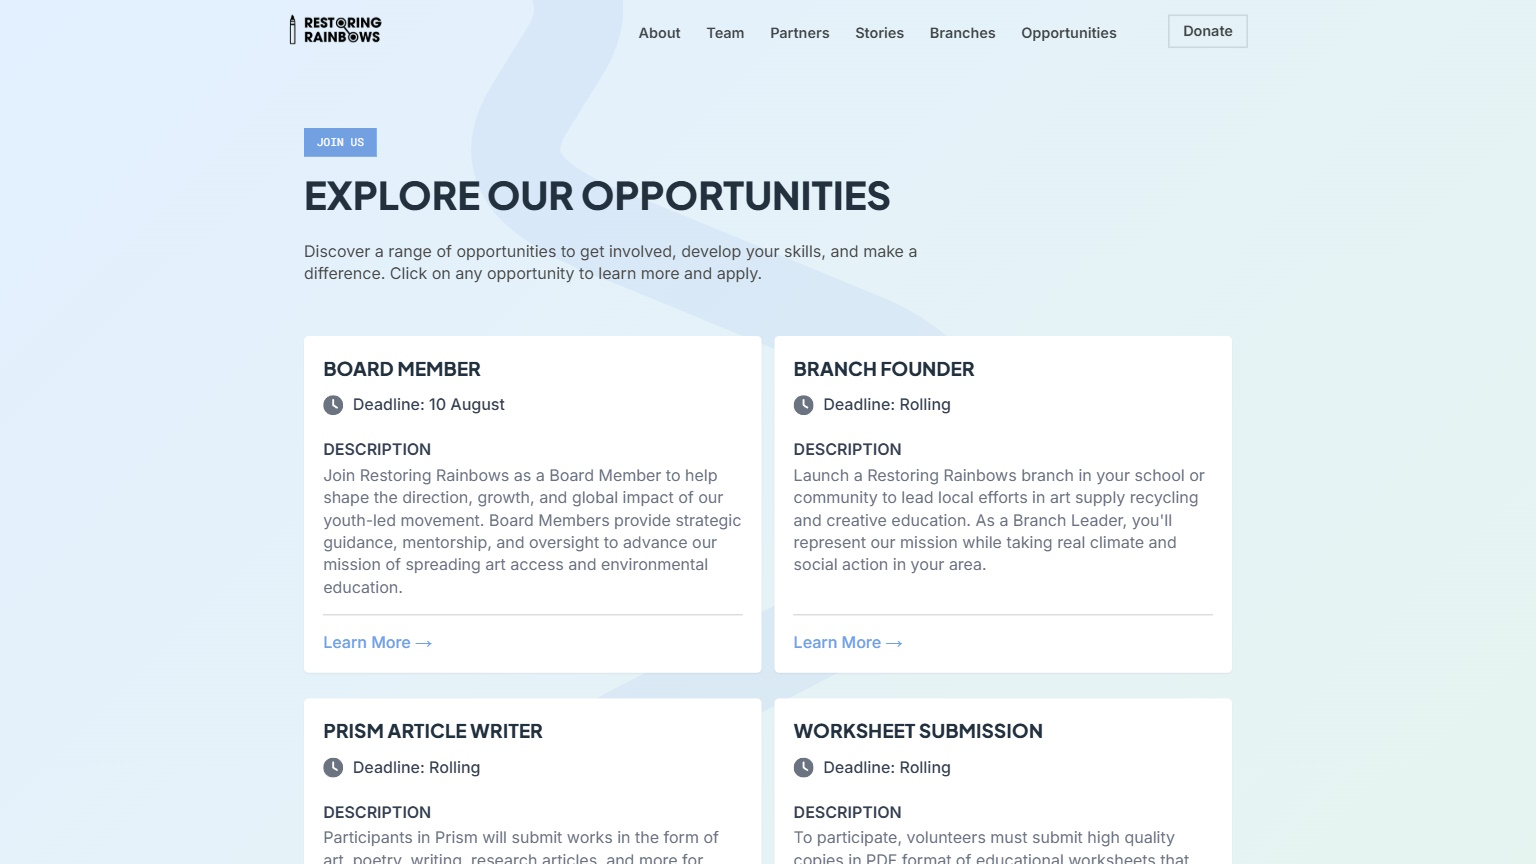 RESTORING
RAINBOWS
About
Team
Partners
Stories
Branches
Opportunities
Donate
JOIN US
EXPLORE OUR OPPORTUNITIES
Discover a range of opportunities to get involved, develop your skills, and make a
difference. Click on any opportunity to learn more and apply.
BOARD MEMBER
Deadline: 10 August
DESCRIPTION
Join Restoring Rainbows as a Board Member to help
shape the direction, growth, and global impact of our
youth-led movement. Board Members provide strategic
guidance, mentorship, and oversight to advance our
mission of spreading art access and environmental
education.
Learn More →
BRANCH FOUNDER
Deadline: Rolling
DESCRIPTION
Launch a Restoring Rainbows branch in your school or
community to lead local efforts in art supply recycling
and creative education. As a Branch Leader, you'll
represent our mission while taking real climate and
social action in your area.
Learn More →
PRISM ARTICLE WRITER
Deadline: Rolling
DESCRIPTION
Participants in Prism will submit works in the form of
art, poetry, writing, research articles, and more for
WORKSHEET SUBMISSION
Deadline: Rolling
DESCRIPTION
To participate, volunteers must submit high quality
copies in PDF format of educational worksheets that